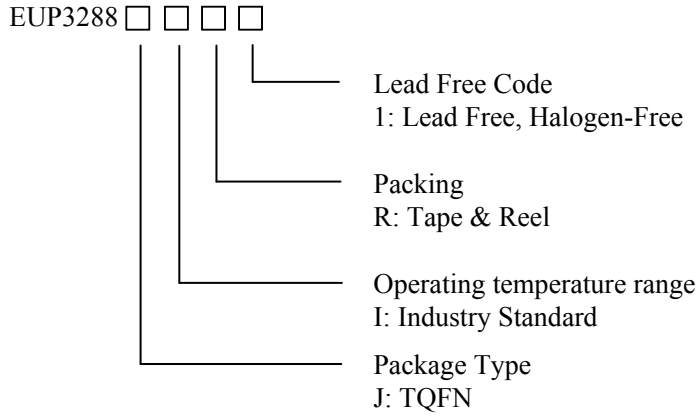 EUP3288 □ □ □ □
Lead Free Code
1: Lead Free, Halogen-Free
Packing
R: Tape & Reel
Operating temperature range
I: Industry Standard
Package Type
J: TQFN